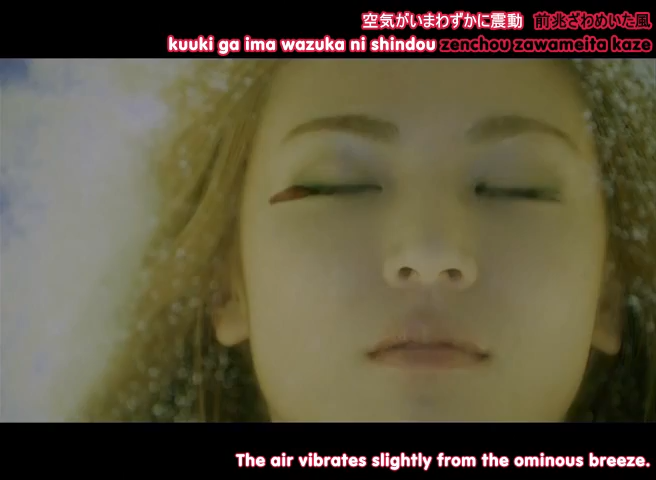 空気がいまわずかに震動 前兆ざわめいた風
kuuki ga ima wazuka ni shindou zenchou zawameita kaze
The air vibrates slightly from the ominous breeze.